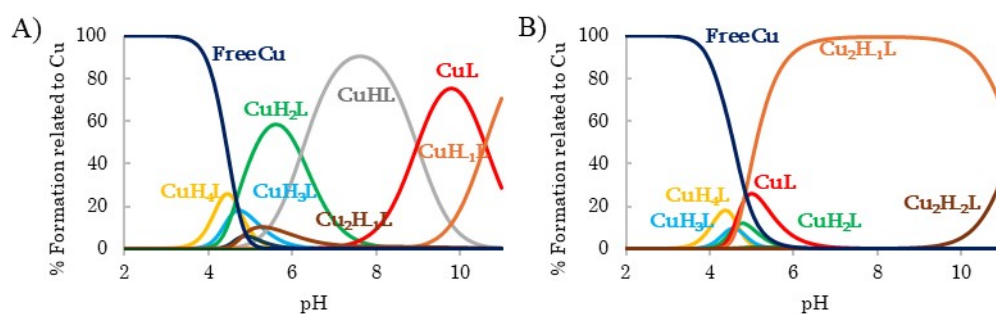 A)
% Formation related to Cu
100
80
60
40
20
0
FreeCu
CuH₄L
CuH₂L
CuH₃L
Cu₂H₋₁L
CuHL
CuL
CuH₋₁L
2 4 6 8 10
pH
B)
% Formation related to Cu
100
80
60
40
20
0
FreeCu
Cu₂H₋₁L
CuH₄L
CuH₃L
CuL
CuH₂L
Cu₂H₋₂L
2 4 6 8 10
pH